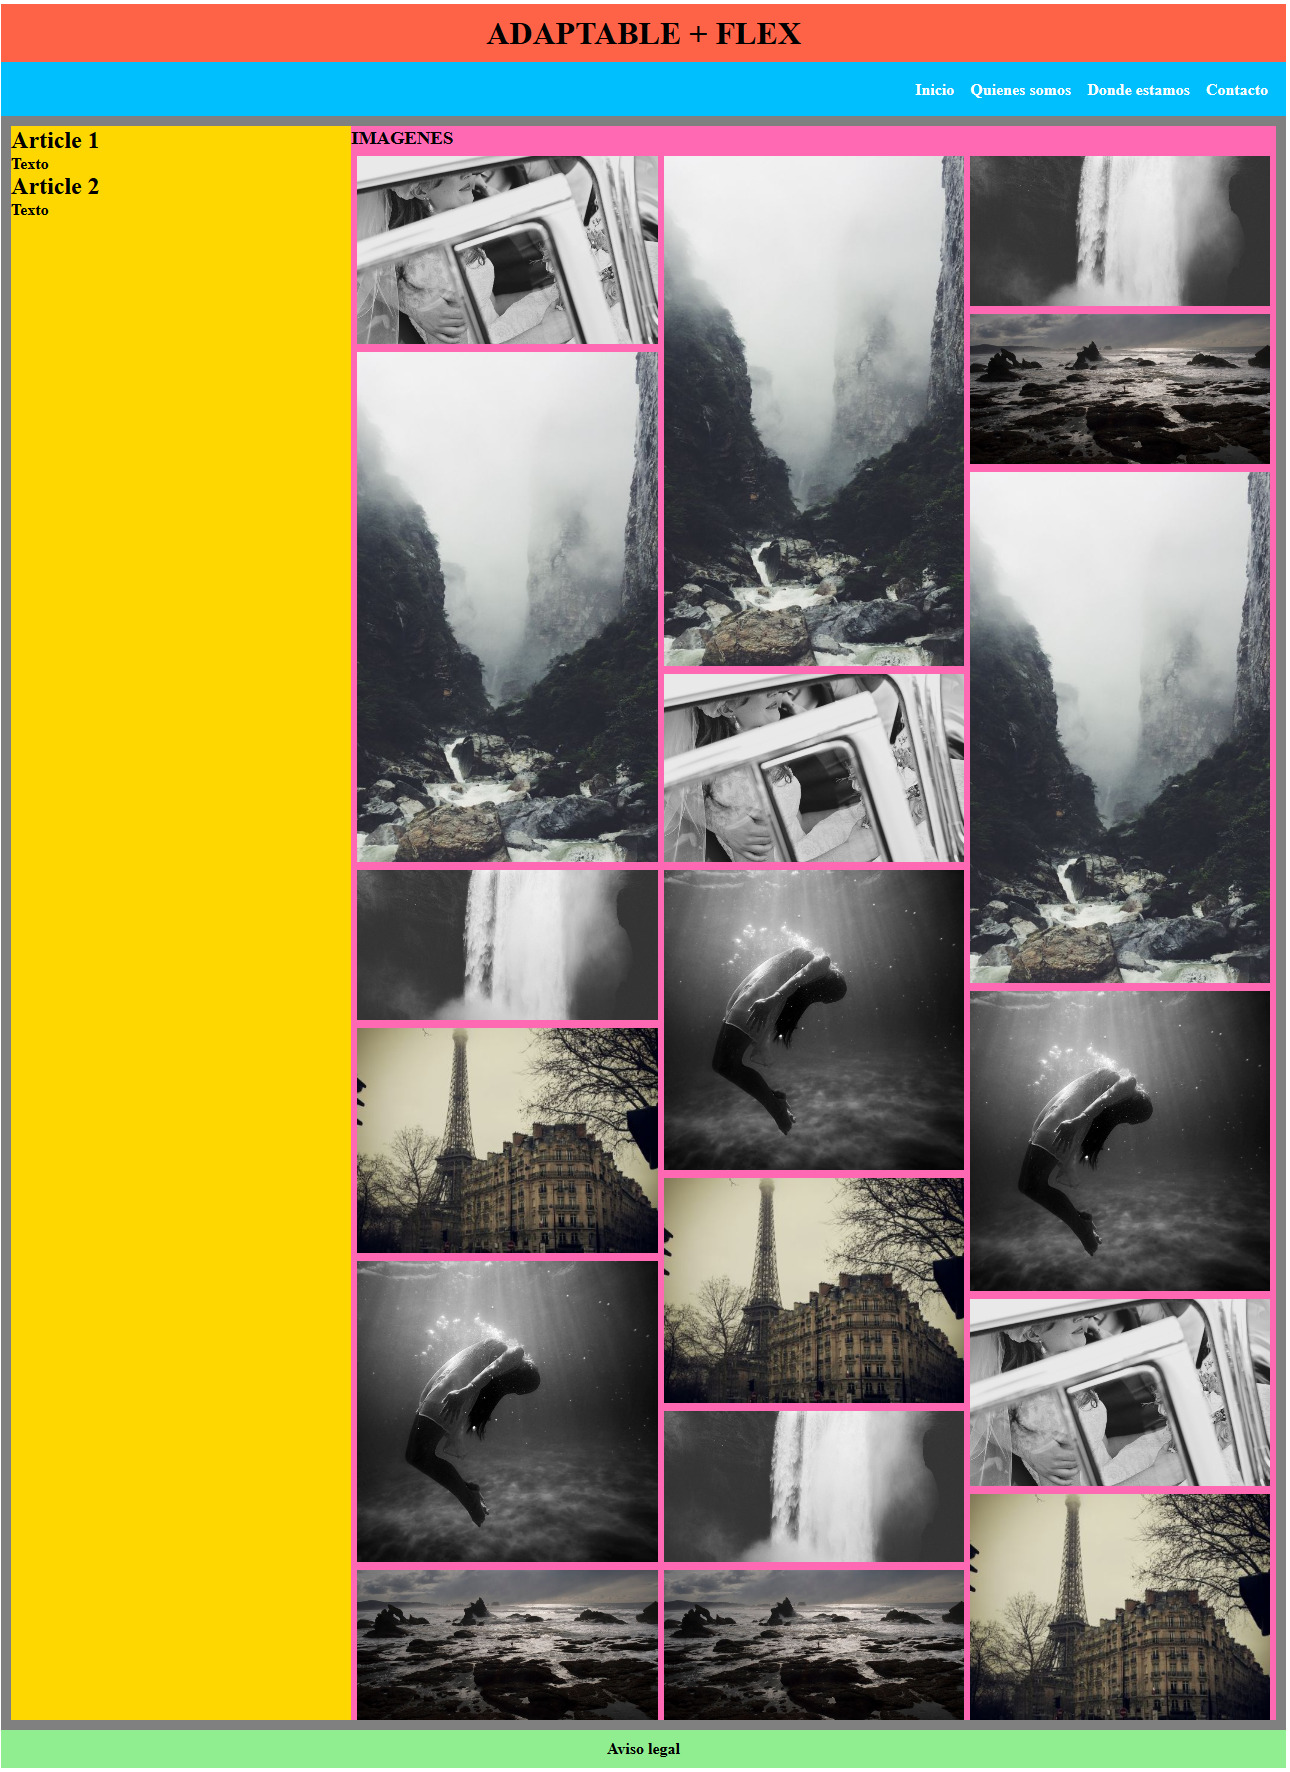 ADAPTABLE + FLEX
Inicio Quienes somos Donde estamos Contacto
Article 1
Texto
Article 2
Texto
IMAGENES
Aviso legal